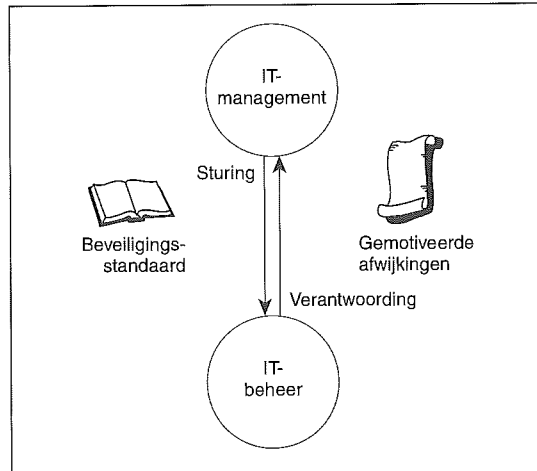 IT-
management
Sturing
Beveiligings-
standaard
Gemotiveerde
afwijkingen
Verantwoording
IT-
beheer